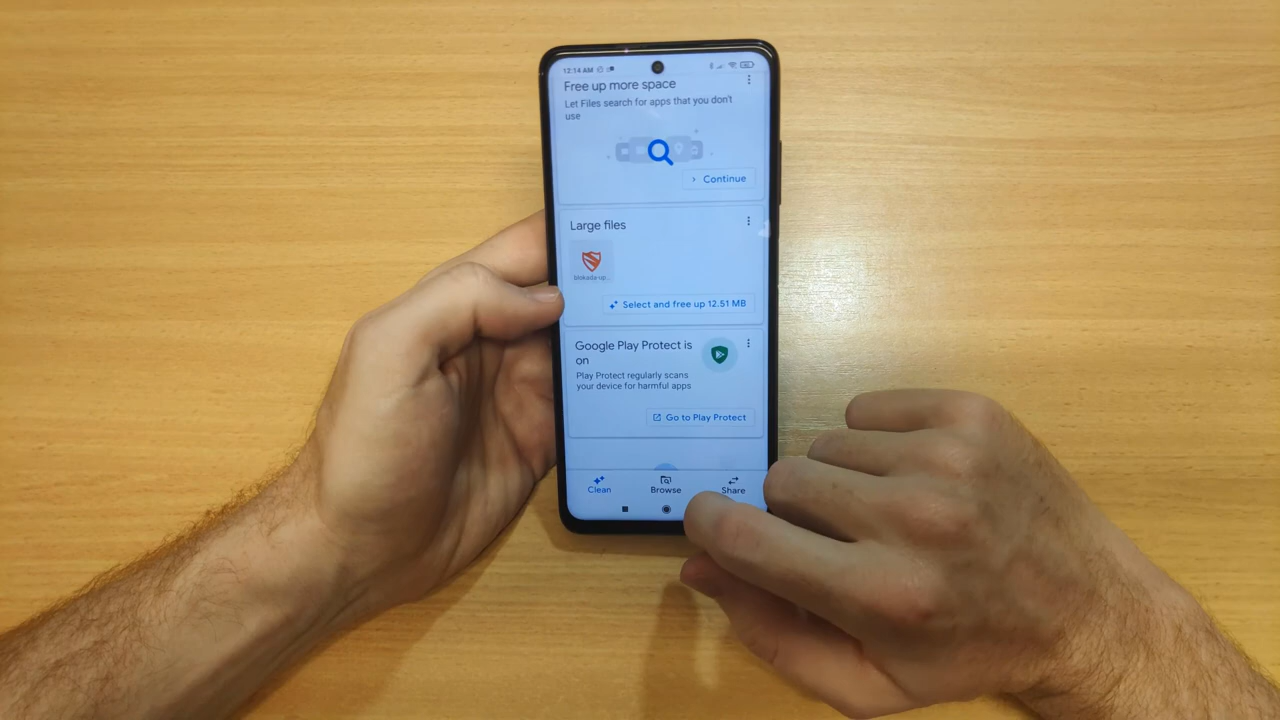 12:14 AM
Free up more space
Let Files search for apps that you don't
use
Continue
Large files
blokada-up...
Select and free up 12.51 MB
Google Play Protect is
on
Play Protect regularly scans
your device for harmful apps
Go to Play Protect
Clean
Browse
Share